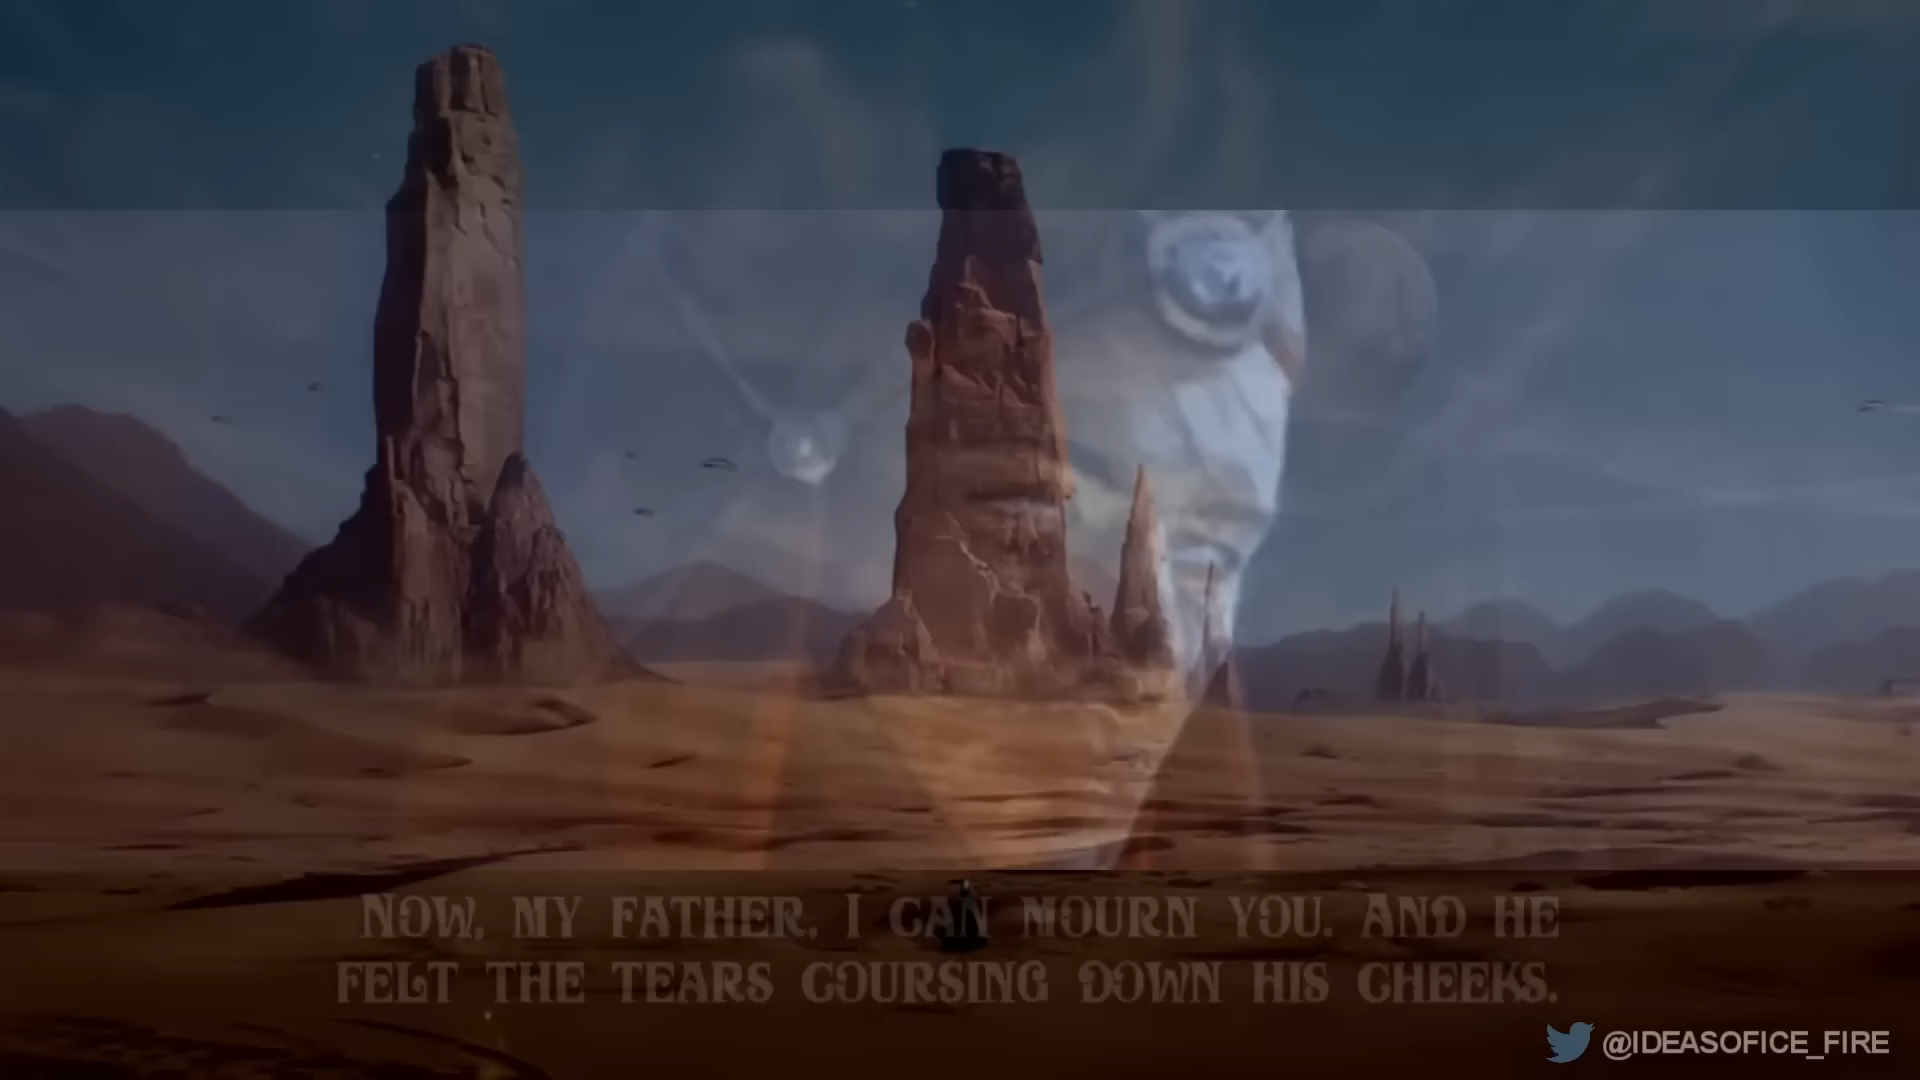 NOW, MY FATHER, I CAN MOURN YOU. AND HE
FELT THE TEARS COURSING DOWN HIS CHEEKS.
@IDEASOFICE_FIRE